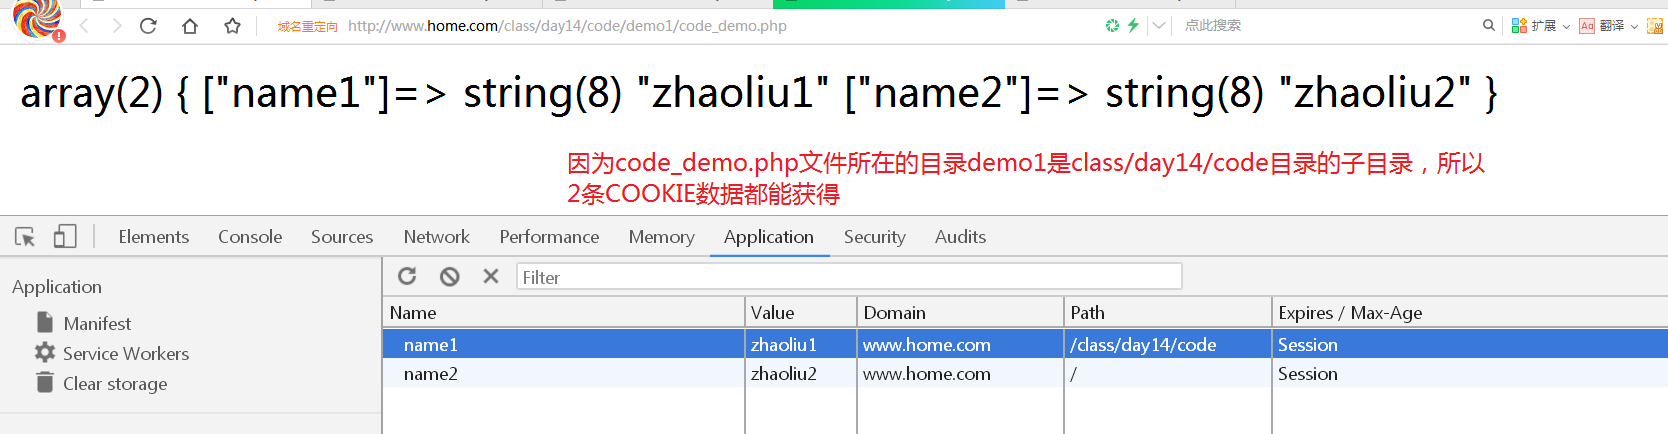 域名重定向 http://www.home.com/class/day14/code/demo1/code_demo.php 点此搜索 扩展 Aa 翻译
array(2) { ["name1"]=> string(8) "zhaoliu1" ["name2"]=> string(8) "zhaoliu2" }
因为code_demo.php文件所在的目录demo1是class/day14/code目录的子目录，所以
2条COOKIE数据都能获得
Elements Console Sources Network Performance Memory Application Security Audits
Application
Manifest
Service Workers
Clear storage
Filter
Name Value Domain Path Expires / Max-Age
name1 zhaoliu1 www.home.com /class/day14/code Session
name2 zhaoliu2 www.home.com / Session